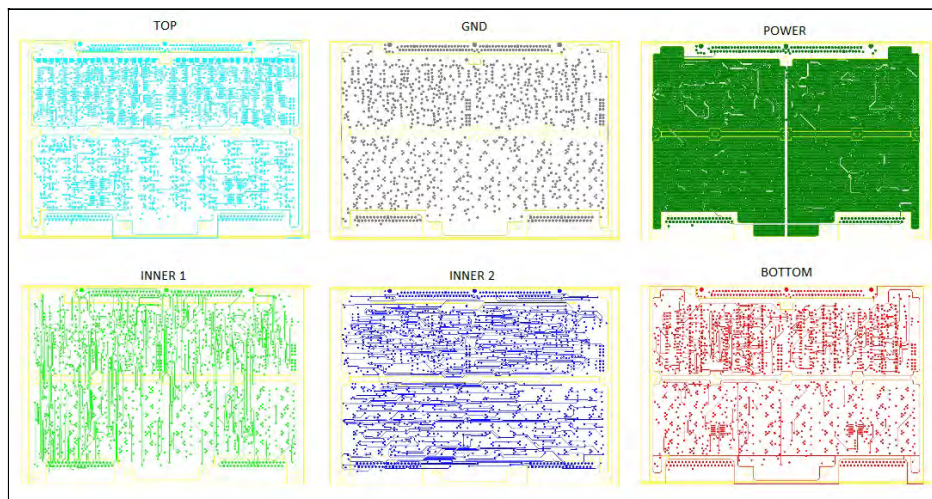 TOP
GND
POWER
INNER 1
INNER 2
BOTTOM